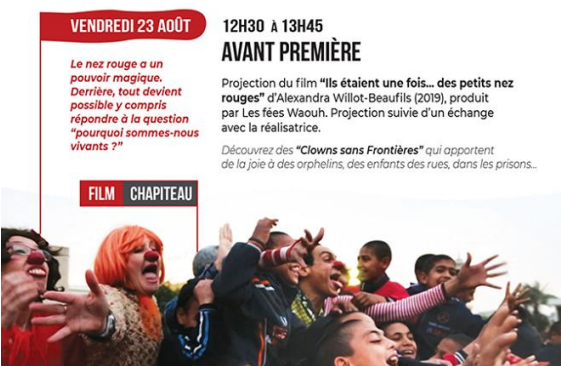 VENDREDI 23 AOÛT
Le nez rouge a un
pouvoir magique.
Derrière, tout devient
possible y compris
répondre à la question
“pourquoi sommes-nous
vivants ?”
FILM CHAPITEAU
12H30 À 13H45
AVANT PREMIÈRE
Projection du film “Ils étaient une fois... des petits nez
rouges” d’Alexandra Willot-Beaufils (2019), produit
par Les fées Waouh. Projection suivie d’un échange
avec la réalisatrice.
Découvrez des “Clowns sans Frontières” qui apportent
de la joie à des orphelins, des enfants des rues, dans les prisons...